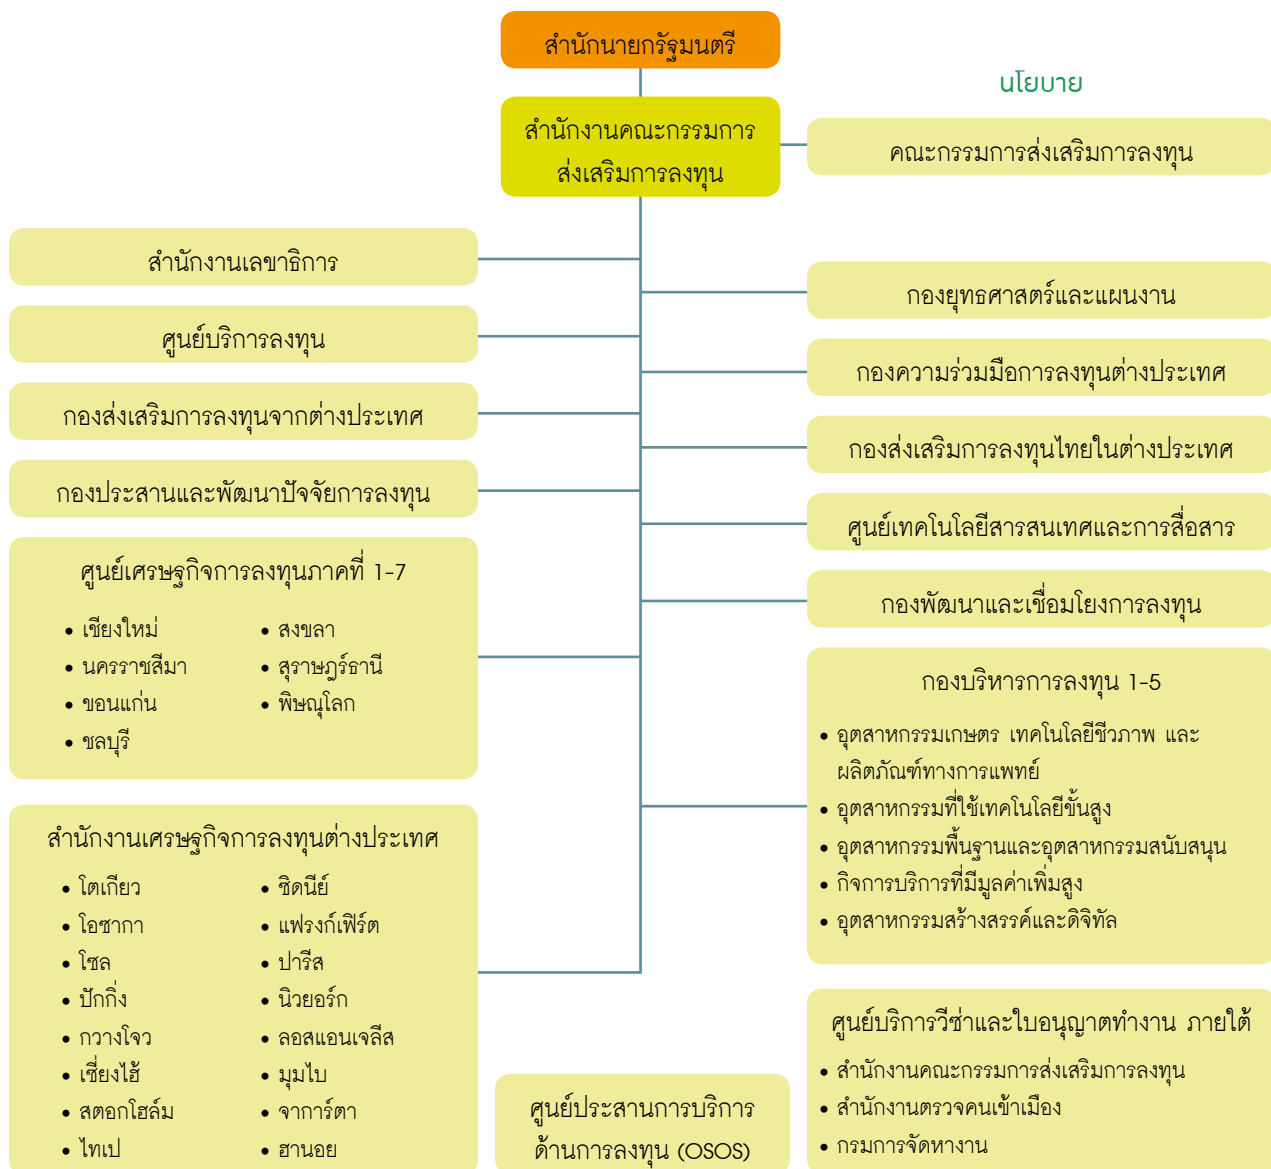 สำนักนายกรัฐมนตรี
นโยบาย
สำนักงานคณะกรรมการ
ส่งเสริมการลงทุน
คณะกรรมการส่งเสริมการลงทุน
สำนักงานเลขาธิการ
ศูนย์บริการลงทุน
กองส่งเสริมการลงทุนจากต่างประเทศ
กองประสานและพัฒนาปัจจัยการลงทุน
ศูนย์เศรษฐกิจการลงทุนภาคที่ 1-7
• เชียงใหม่
• นครราชสีมา
• ขอนแก่น
• ชลบุรี
• สงขลา
• สุราษฎร์ธานี
• พิษณุโลก
สำนักงานเศรษฐกิจการลงทุนต่างประเทศ
• โตเกียว
• โอซากา
• โซล
• ปักกิ่ง
• กวางโจว
• เซี่ยงไฮ้
• สตอกโฮล์ม
• ไทเป
• ซิดนีย์
• แฟรงก์เฟิร์ต
• ปารีส
• นิวยอร์ก
• ลอสแอนเจลีส
• มุมไบ
• จาการ์ตา
• ฮานอย
กองยุทธศาสตร์และแผนงาน
กองความร่วมมือการลงทุนต่างประเทศ
กองส่งเสริมการลงทุนไทยในต่างประเทศ
ศูนย์เทคโนโลยีสารสนเทศและการสื่อสาร
กองพัฒนาและเชื่อมโยงการลงทุน
กองบริหารการลงทุน 1-5
• อุตสาหกรรมเกษตร เทคโนโลยีชีวภาพ และ
ผลิตภัณฑ์ทางการแพทย์
• อุตสาหกรรมที่ใช้เทคโนโลยีขั้นสูง
• อุตสาหกรรมพื้นฐานและอุตสาหกรรมสนับสนุน
• กิจการบริการที่มีมูลค่าเพิ่มสูง
• อุตสาหกรรมสร้างสรรค์และดิจิทัล
ศูนย์ประสานการบริการ
ด้านการลงทุน (OSOS)
ศูนย์บริการวีซ่าและใบอนุญาตทำงาน ภายใต้
• สำนักงานคณะกรรมการส่งเสริมการลงทุน
• สำนักงานตรวจคนเข้าเมือง
• กรมการจัดหางาน